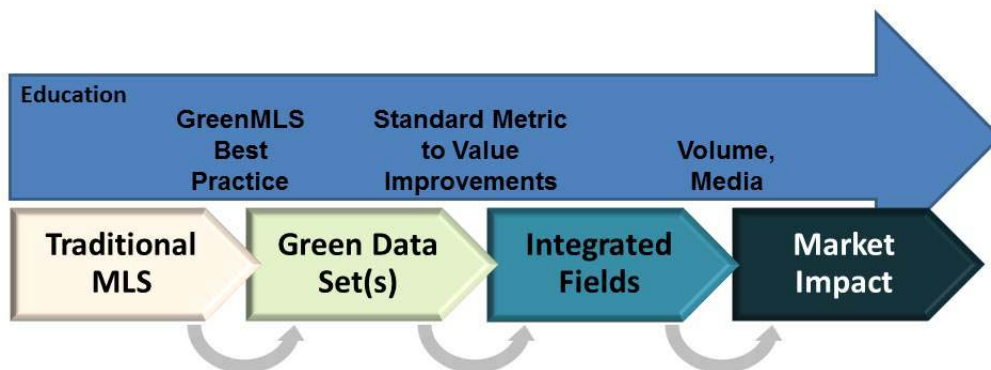 Education
GreenMLS
Best
Practice
Standard Metric
to Value
Improvements
Volume,
Media
Traditional
MLS
Green Data
Set(s)
Integrated
Fields
Market
Impact